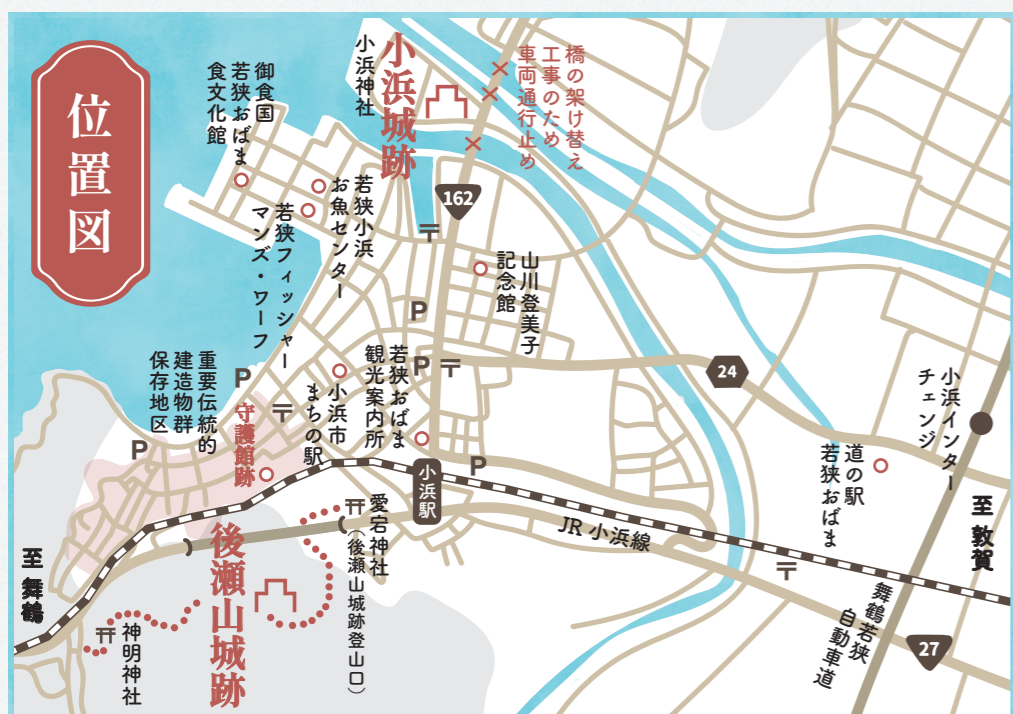 位置図
御食国
若狭おばま
食文化館
小浜神社
小浜城跡
橋の架け替え
工事のため
車両通行止め
162
若狭小浜
お魚センター
若狭フィッシャー
マンズ・ワーフ
山川登美子
記念館
P
P
若狭おばま
観光案内所
小浜市
まちの駅
P
重要伝統的
建造物群
保存地区
P
守護館跡
24
小浜インター
チェンジ
道の駅
若狭おばま
至 敦賀
小浜駅
P
JR 小浜線
愛宕神社
(後瀬山城跡登山口)
後瀬山城跡
至 舞鶴
神明神社
舞鶴若狭
自動車道
27